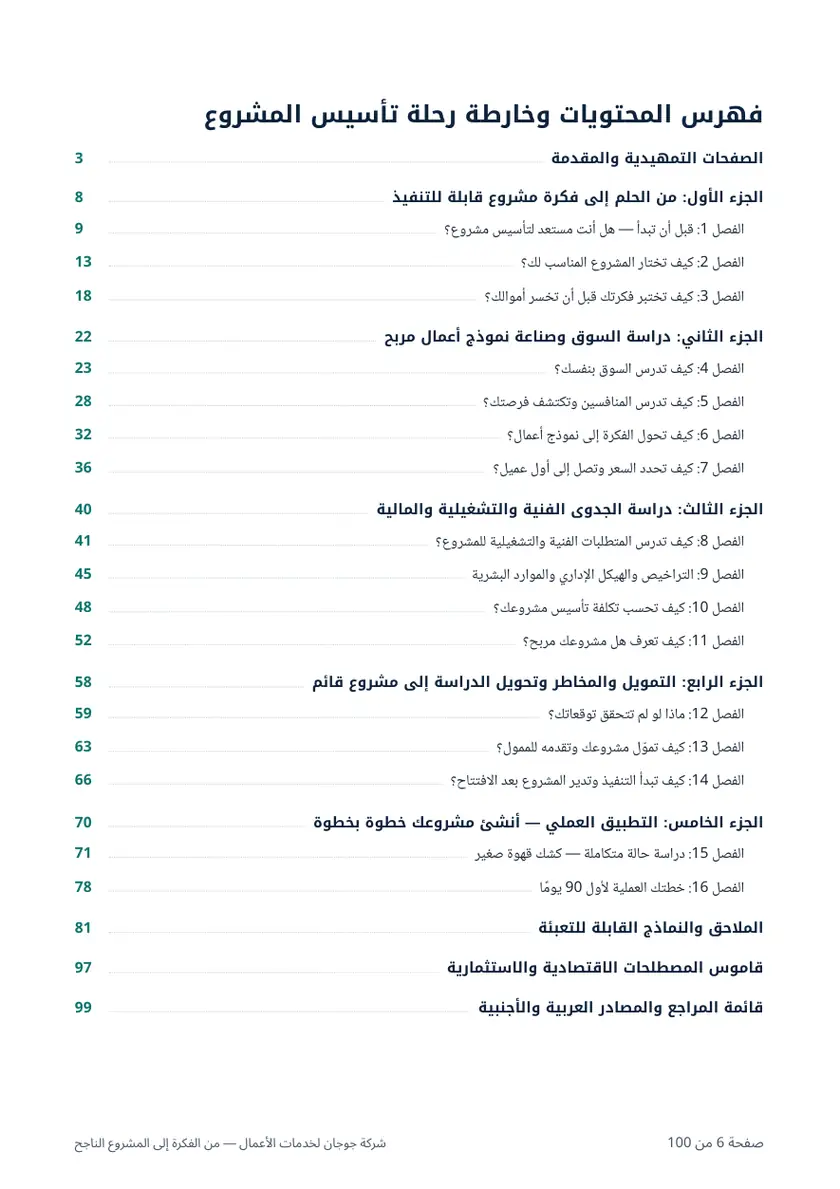 فهرس المحتويات وخارطة رحلة تأسيس المشروع
الصفحات التمهيدية والمقدمة 3
الجزء الأول: من الحلم إلى فكرة مشروع قابلة للتنفيذ 8
الفصل 1: قبل أن تبدأ — هل أنت مستعد لتأسيس مشروع؟ 9
الفصل 2: كيف تختار المشروع المناسب لك؟ 13
الفصل 3: كيف تختبر فكرتك قبل أن تخسر أموالك؟ 18
الجزء الثاني: دراسة السوق وصناعة نموذج أعمال مربح 22
الفصل 4: كيف تدرس السوق بنفسك؟ 23
الفصل 5: كيف تدرس المنافسين وتكتشف فرصتك؟ 28
الفصل 6: كيف تحول الفكرة إلى نموذج أعمال؟ 32
الفصل 7: كيف تحدد السعر وتصل إلى أول عميل؟ 36
الجزء الثالث: دراسة الجدوى الفنية والتشغيلية والمالية 40
الفصل 8: كيف تدرس المتطلبات الفنية والتشغيلية للمشروع؟ 41
الفصل 9: التراخيص والهيكل الإداري والموارد البشرية 45
الفصل 10: كيف تحسب تكلفة تأسيس مشروعك؟ 48
الفصل 11: كيف تعرف هل مشروعك مربح؟ 52
الجزء الرابع: التمويل والمخاطر وتحويل الدراسة إلى مشروع قائم 58
الفصل 12: ماذا لو لم تتحقق توقعاتك؟ 59
الفصل 13: كيف تموّل مشروعك وتقدمه للممول؟ 63
الفصل 14: كيف تبدأ التنفيذ وتدير المشروع بعد الافتتاح؟ 66
الجزء الخامس: التطبيق العملي — أنشئ مشروعك خطوة بخطوة 70
الفصل 15: دراسة حالة متكاملة — كشك قهوة صغير 71
الفصل 16: خطتك العملية لأول 90 يومًا 78
الملاحق والنماذج القابلة للتعبئة 81
قاموس المصطلحات الاقتصادية والاستثمارية 97
قائمة المراجع والمصادر العربية والأجنبية 99
صفحة 6 من 100
شركة جوجان لخدمات الأعمال — من الفكرة إلى المشروع الناجح